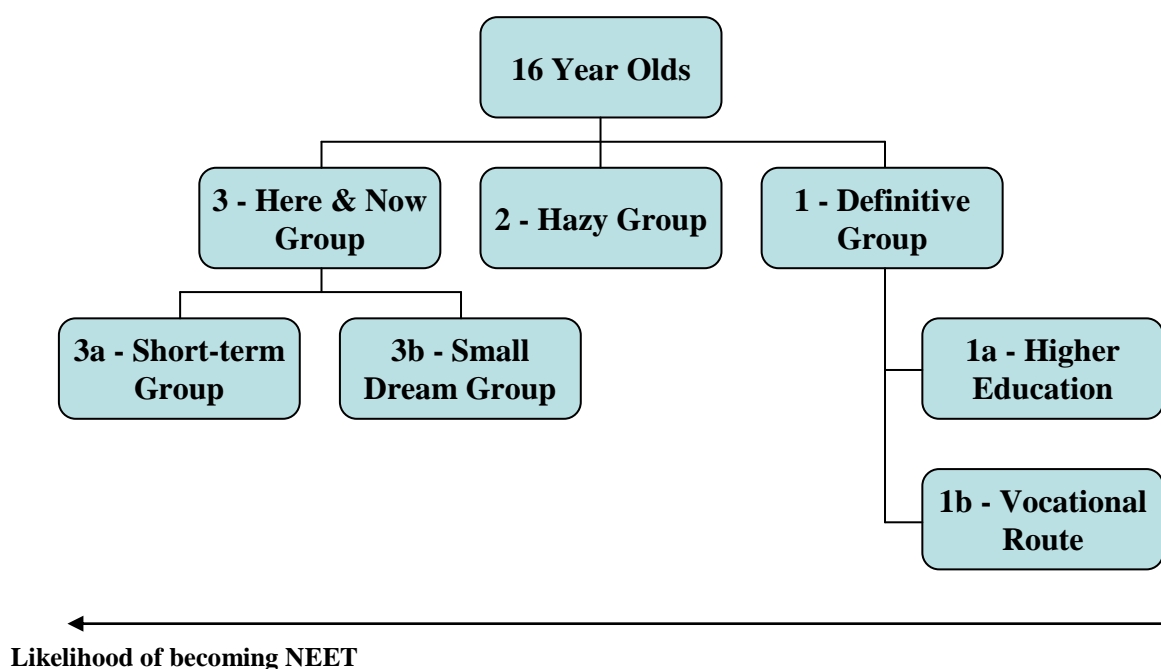 16 Year Olds
3 - Here & Now
Group
2 - Hazy Group
1 - Definitive
Group
3a - Short-term
Group
3b - Small
Dream Group
1a - Higher
Education
1b - Vocational
Route
Likelihood of becoming NEET